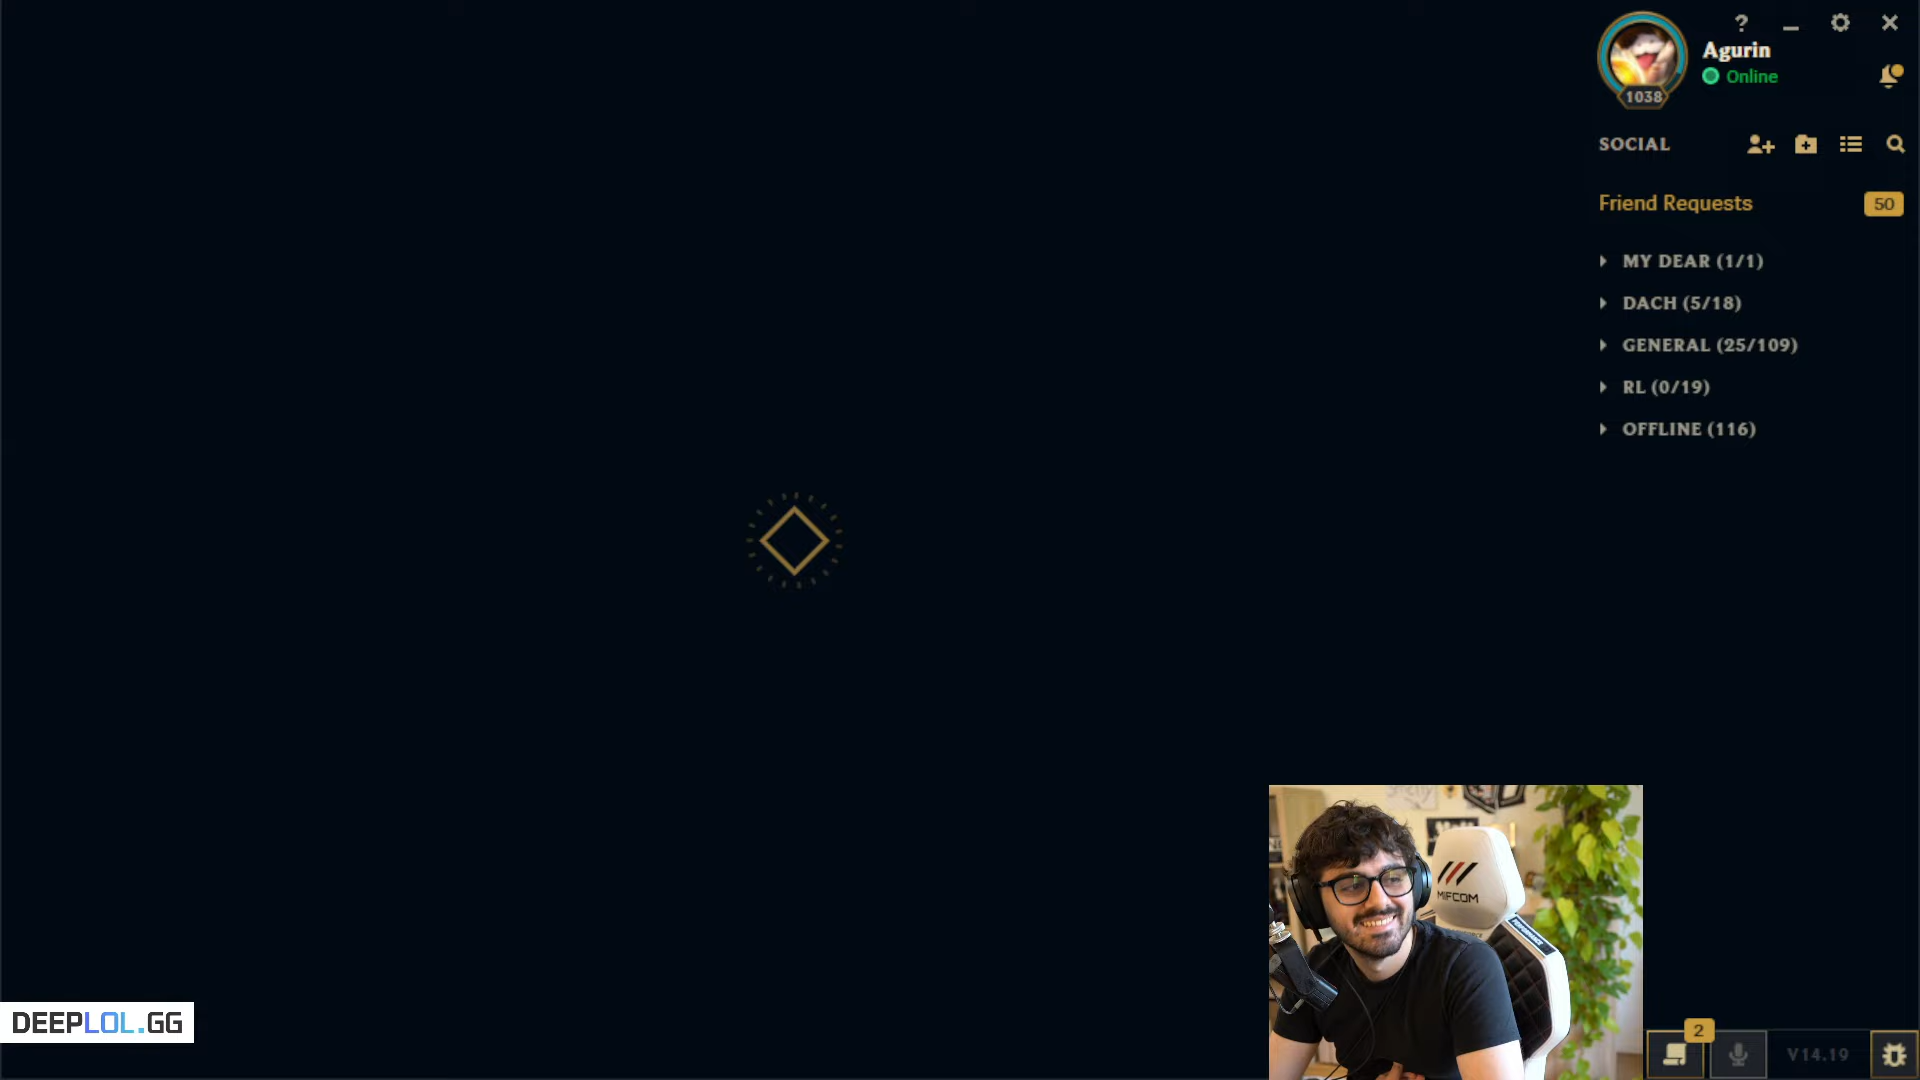 ?
Agurin
Online
1038
SOCIAL
Friend Requests
50
MY DEAR (1/1)
DACH (5/18)
GENERAL (25/109)
RL (0/19)
OFFLINE (116)
MIFCOM
DEEPLOL.GG
2
V14.19